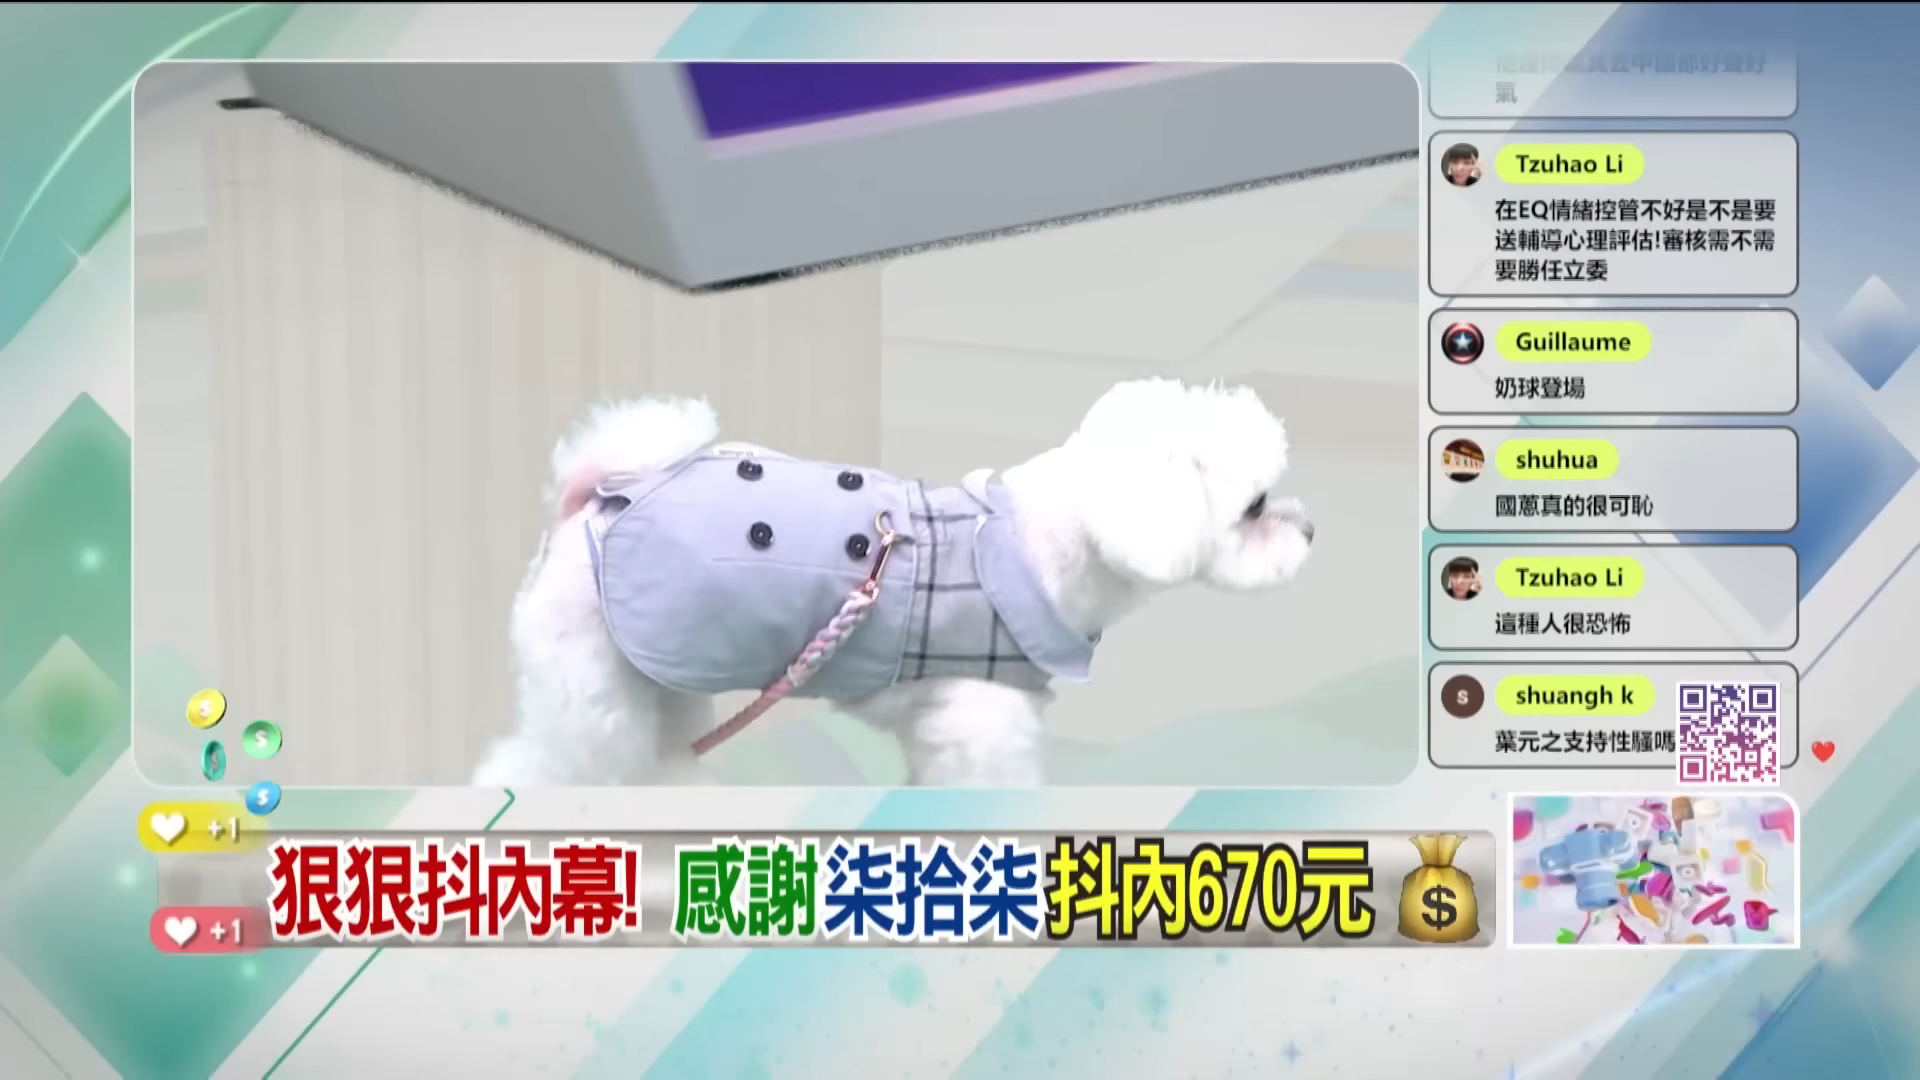 氣
Tzuhao Li
在EQ情緒控管不好是不是要
送輔導心理評估!審核需不需
要勝任立委
Guillaume
奶球登場
shuhua
國蔥真的很可恥
Tzuhao Li
這種人很恐怖
S
shuangh k
葉元之支持性騷嗎
+1
+1
狠狠抖內幕! 感謝柒拾柒抖內670元
$